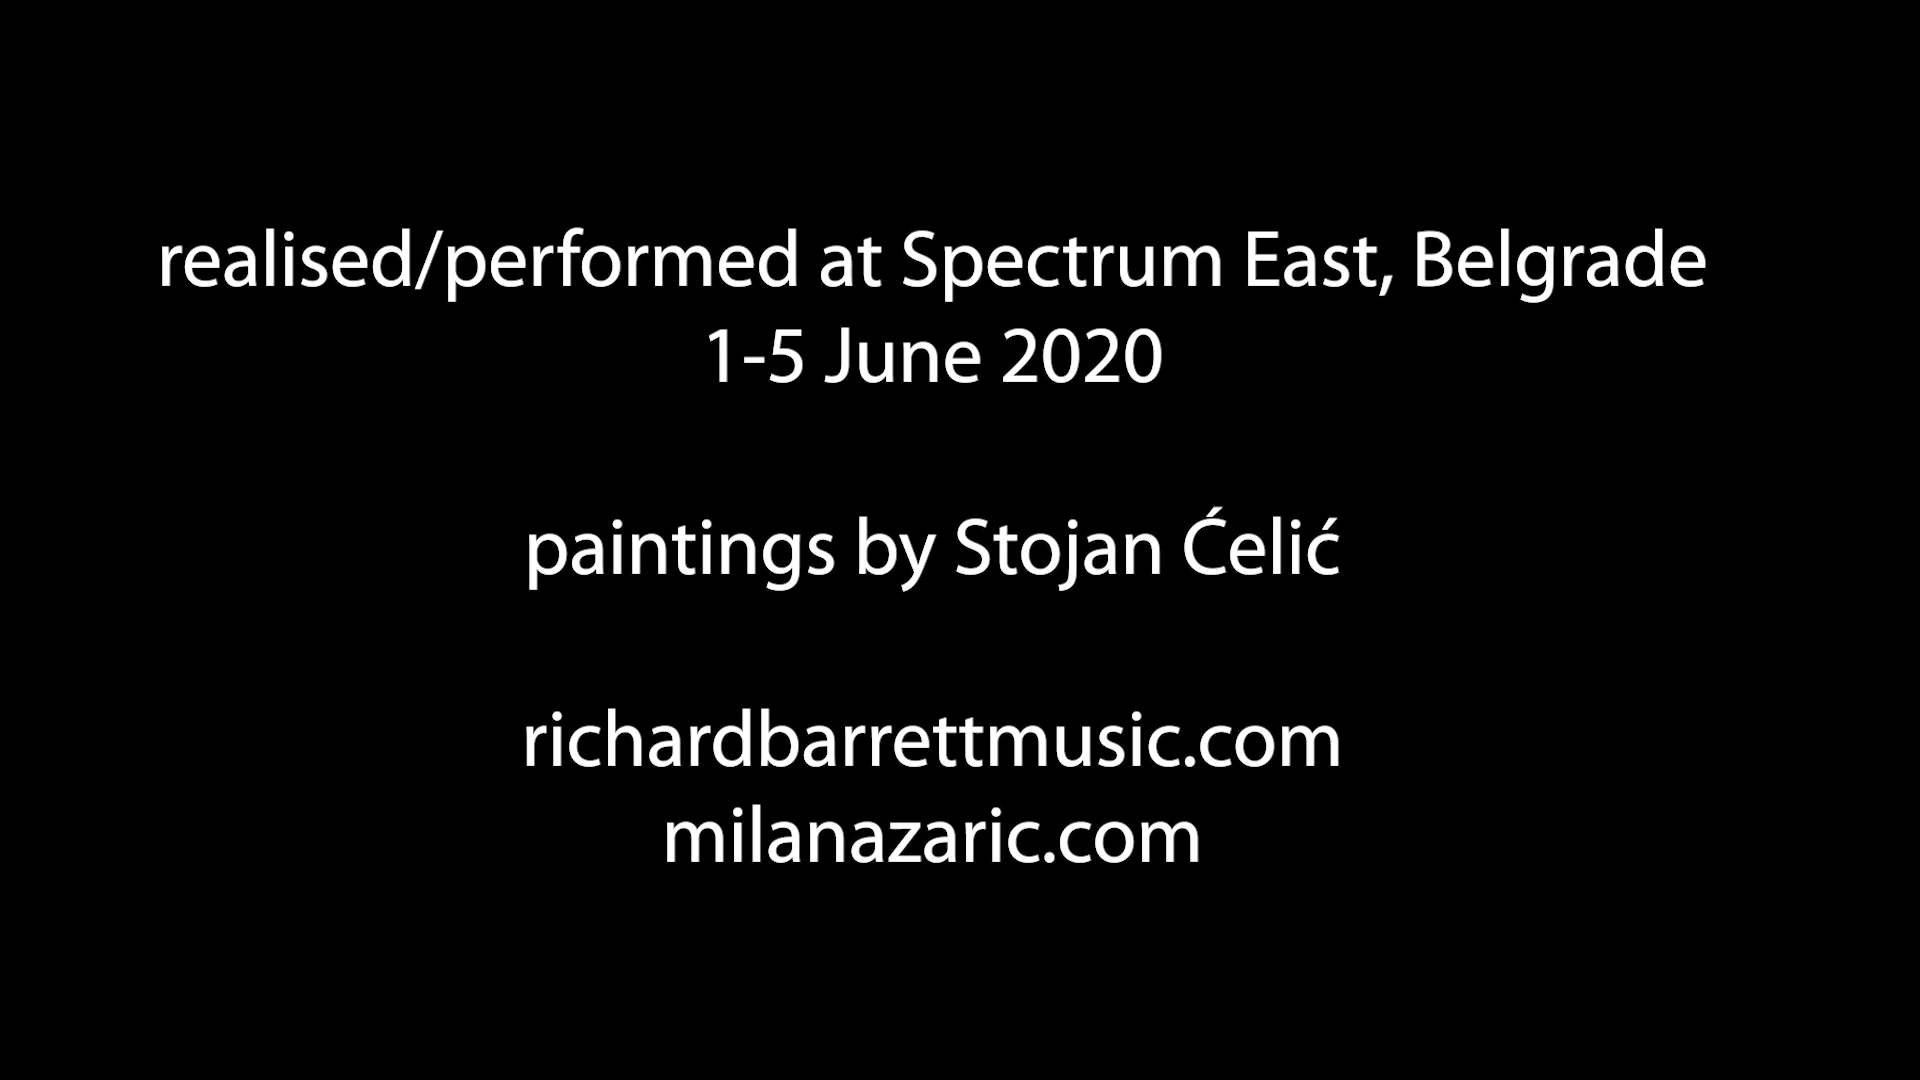 realised/performed at Spectrum East, Belgrade
1-5 June 2020
paintings by Stojan Ćelić
richardbarrettmusic.com
milanazaric.com